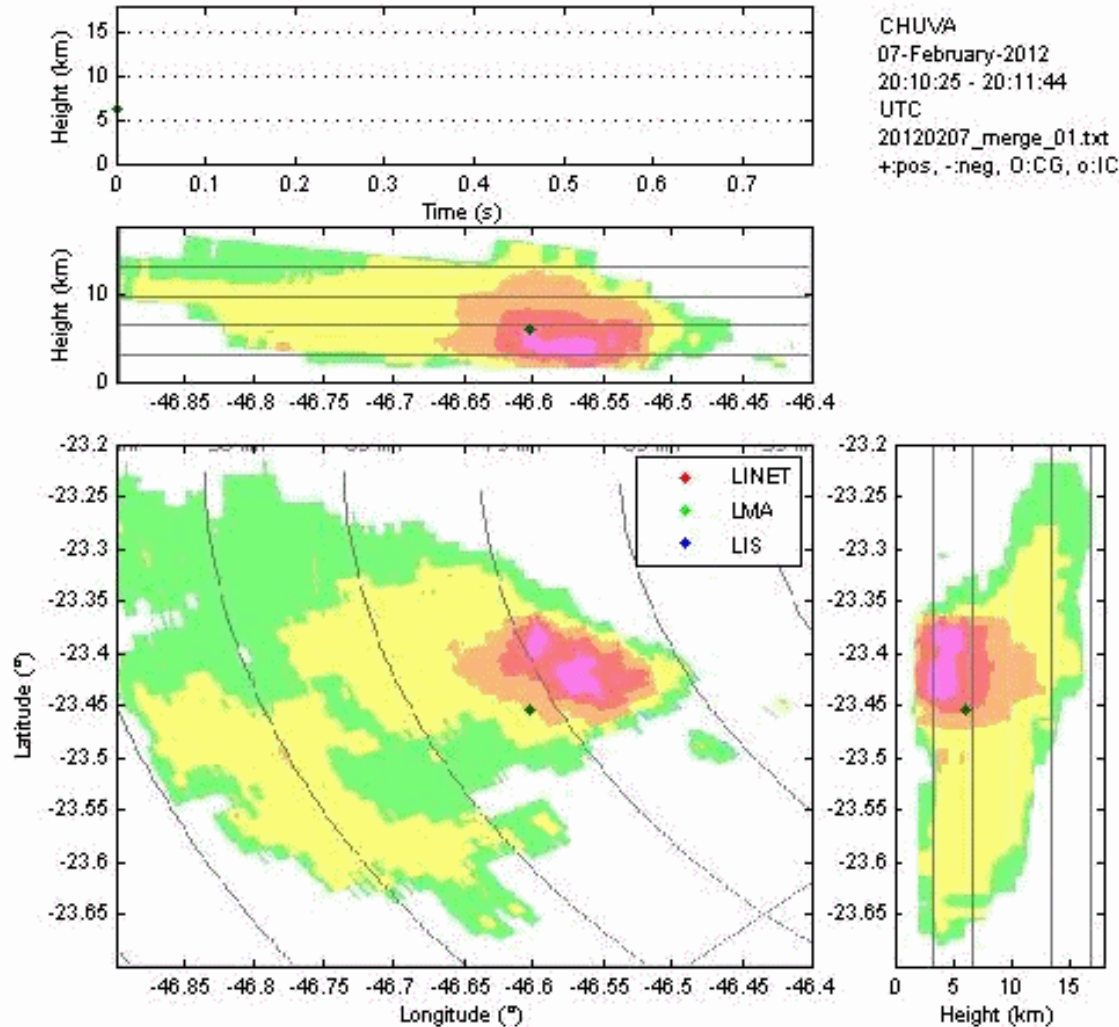 Height (km)
15
10
5
0
0 0.1 0.2 0.3 0.4 0.5 0.6 0.7
Time (s)
CHUVA
07-February-2012
20:10:25 - 20:11:44
UTC
20120207_merge_01.txt
+:pos, -:neg, O:CG, o:IC
Height (km)
10
0
-46.85 -46.8 -46.75 -46.7 -46.65 -46.6 -46.55 -46.5 -46.45 -46.4
Latitude (º)
-23.2
-23.25
-23.3
-23.35
-23.4
-23.45
-23.5
-23.55
-23.6
-23.65
LINET
LMA
LIS
-46.85 -46.8 -46.75 -46.7 -46.65 -46.6 -46.55 -46.5 -46.45 -46.4
Longitude (º)
-23.2
-23.25
-23.3
-23.35
-23.4
-23.45
-23.5
-23.55
-23.6
-23.65
0 5 10 15
Height (km)